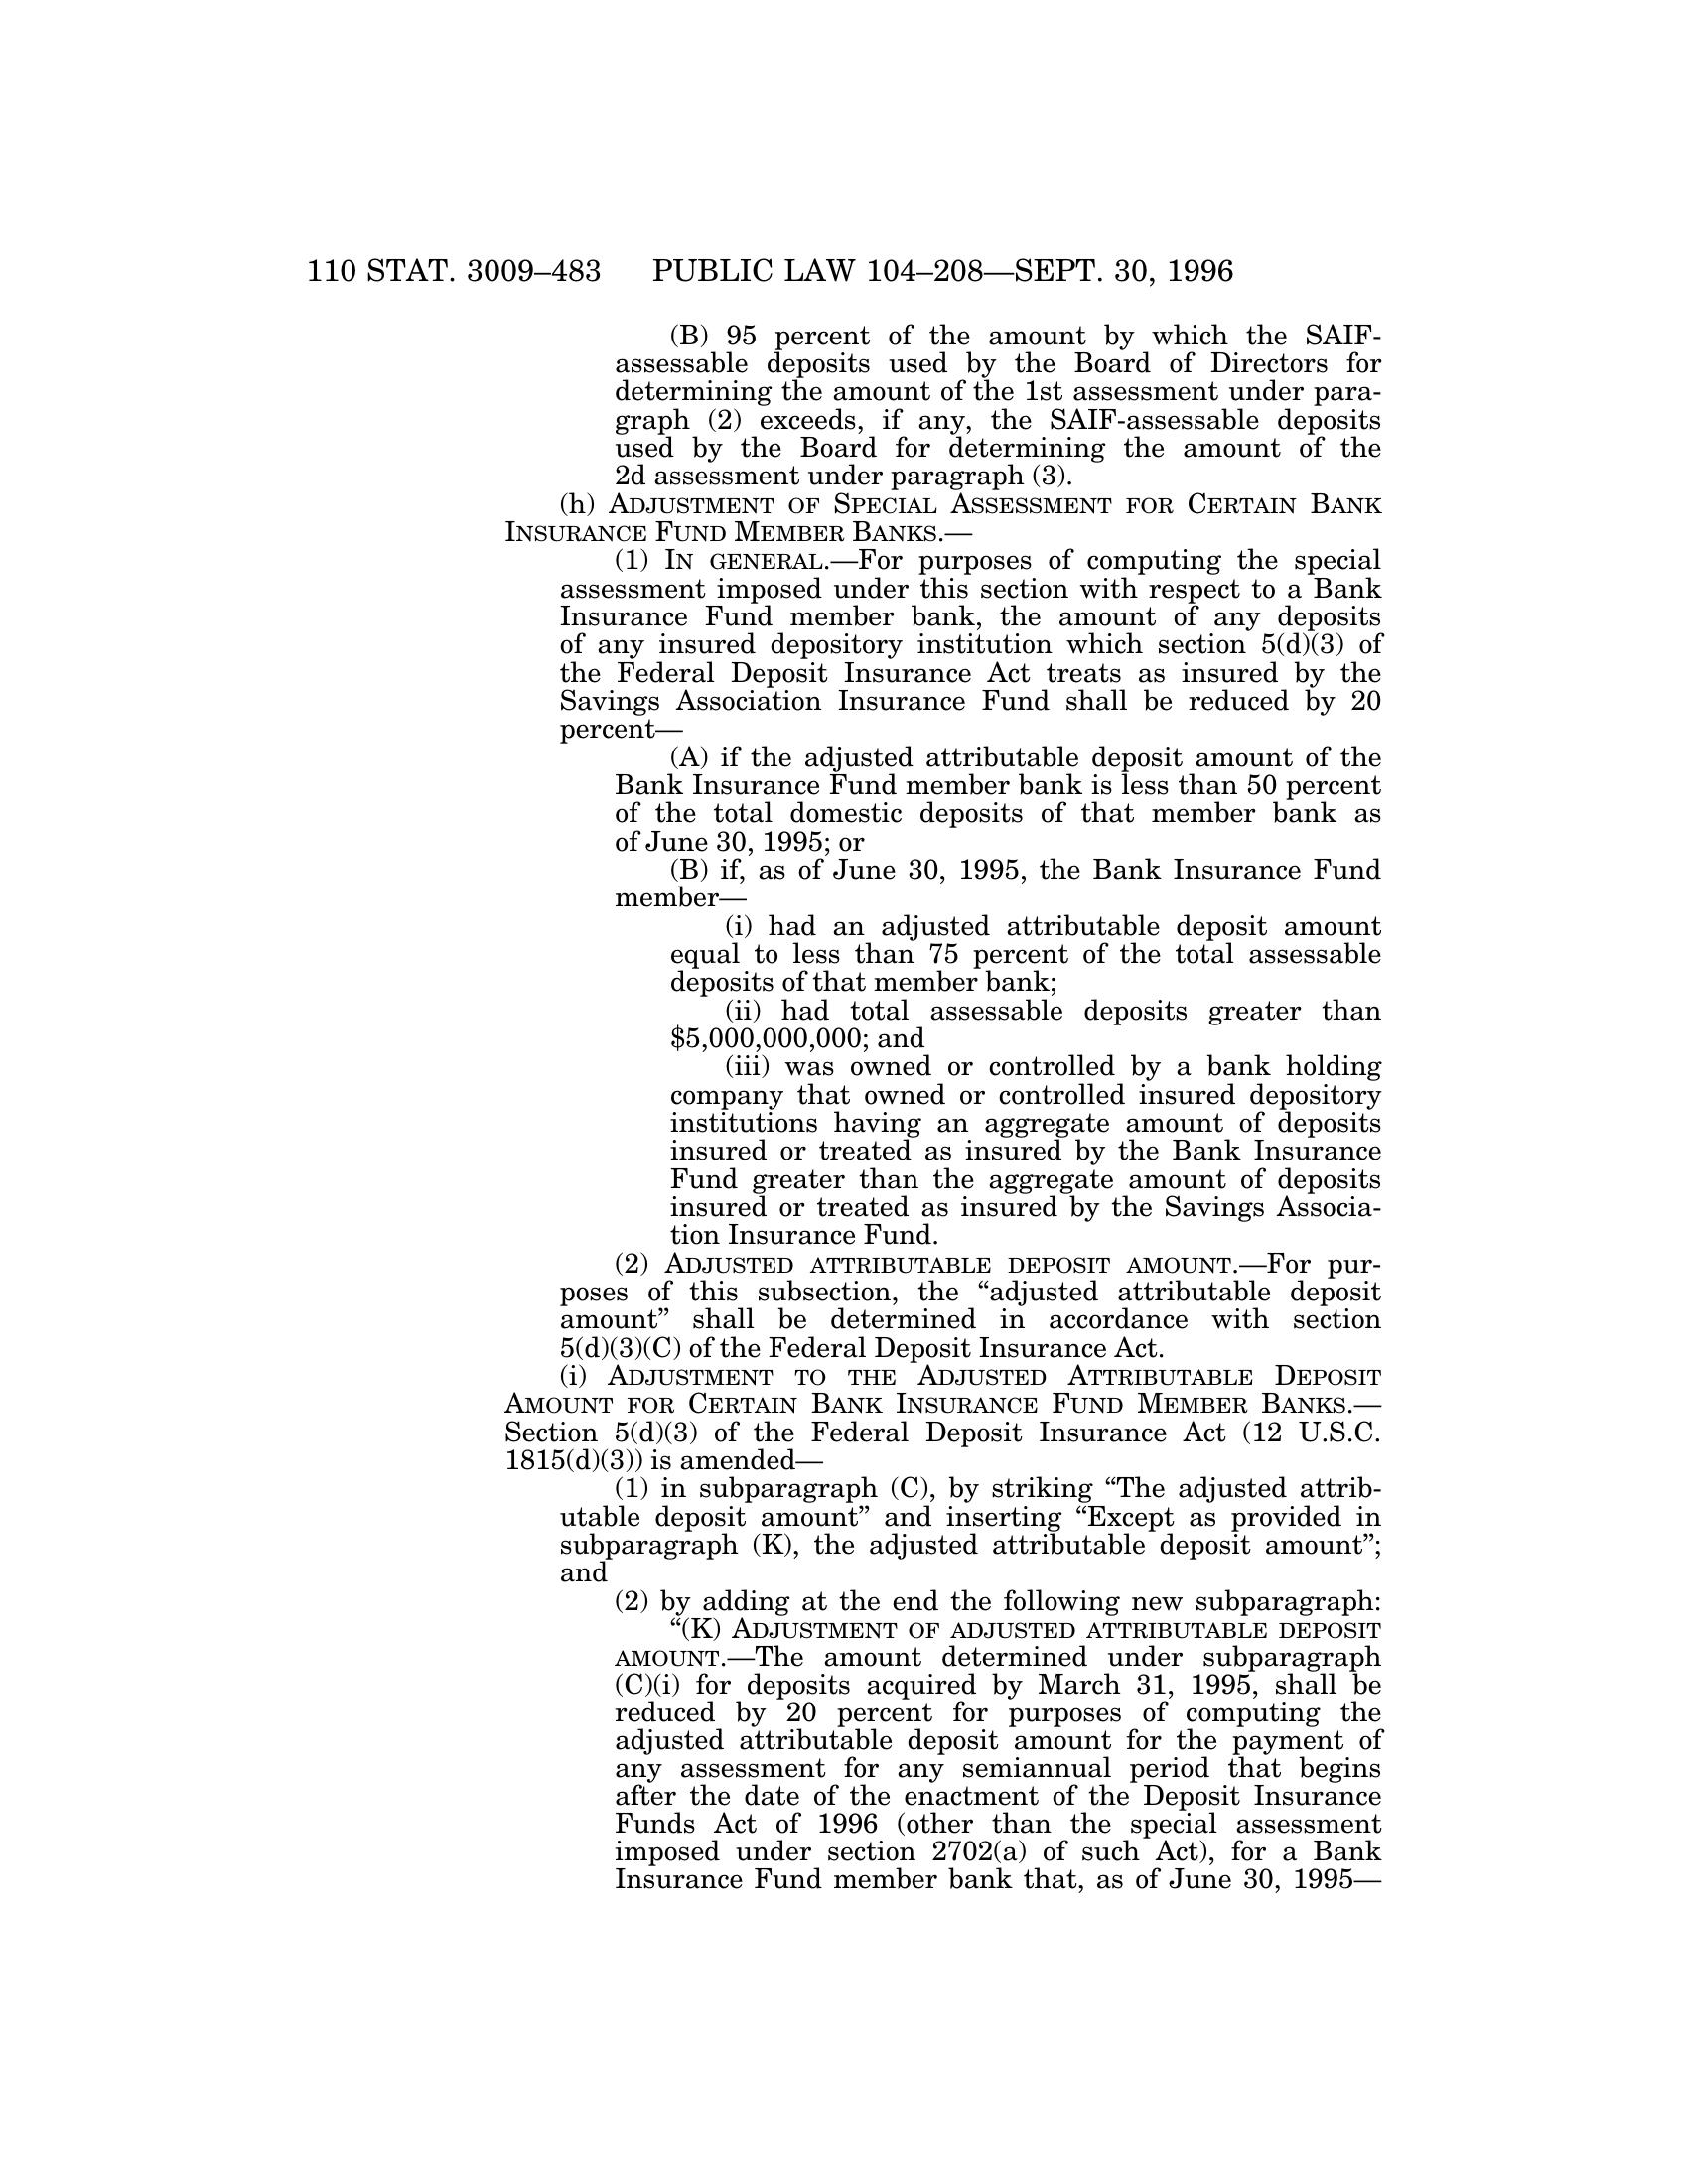 110 STAT. 3009–483 PUBLIC LAW 104–208—SEPT. 30, 1996
(B) 95 percent of the amount by which the SAIF-
assessable deposits used by the Board of Directors for
determining the amount of the 1st assessment under para-
graph (2) exceeds, if any, the SAIF-assessable deposits
used by the Board for determining the amount of the
2d assessment under paragraph (3).
(h) ADJUSTMENT OF SPECIAL ASSESSMENT FOR CERTAIN BANK
INSURANCE FUND MEMBER BANKS.—
(1) IN GENERAL.—For purposes of computing the special
assessment imposed under this section with respect to a Bank
Insurance Fund member bank, the amount of any deposits
of any insured depository institution which section 5(d)(3) of
the Federal Deposit Insurance Act treats as insured by the
Savings Association Insurance Fund shall be reduced by 20
percent—
(A) if the adjusted attributable deposit amount of the
Bank Insurance Fund member bank is less than 50 percent
of the total domestic deposits of that member bank as
of June 30, 1995; or
(B) if, as of June 30, 1995, the Bank Insurance Fund
member—
(i) had an adjusted attributable deposit amount
equal to less than 75 percent of the total assessable
deposits of that member bank;
(ii) had total assessable deposits greater than
$5,000,000,000; and
(iii) was owned or controlled by a bank holding
company that owned or controlled insured depository
institutions having an aggregate amount of deposits
insured or treated as insured by the Bank Insurance
Fund greater than the aggregate amount of deposits
insured or treated as insured by the Savings Associa-
tion Insurance Fund.
(2) ADJUSTED ATTRIBUTABLE DEPOSIT AMOUNT.—For pur-
poses of this subsection, the “adjusted attributable deposit
amount” shall be determined in accordance with section
5(d)(3)(C) of the Federal Deposit Insurance Act.
(i) ADJUSTMENT TO THE ADJUSTED ATTRIBUTABLE DEPOSIT
AMOUNT FOR CERTAIN BANK INSURANCE FUND MEMBER BANKS.—
Section 5(d)(3) of the Federal Deposit Insurance Act (12 U.S.C.
1815(d)(3)) is amended—
(1) in subparagraph (C), by striking “The adjusted attrib-
utable deposit amount” and inserting “Except as provided in
subparagraph (K), the adjusted attributable deposit amount”;
and
(2) by adding at the end the following new subparagraph:
“(K) ADJUSTMENT OF ADJUSTED ATTRIBUTABLE DEPOSIT
AMOUNT.—The amount determined under subparagraph
(C)(i) for deposits acquired by March 31, 1995, shall be
reduced by 20 percent for purposes of computing the
adjusted attributable deposit amount for the payment of
any assessment for any semiannual period that begins
after the date of the enactment of the Deposit Insurance
Funds Act of 1996 (other than the special assessment
imposed under section 2702(a) of such Act), for a Bank
Insurance Fund member bank that, as of June 30, 1995—